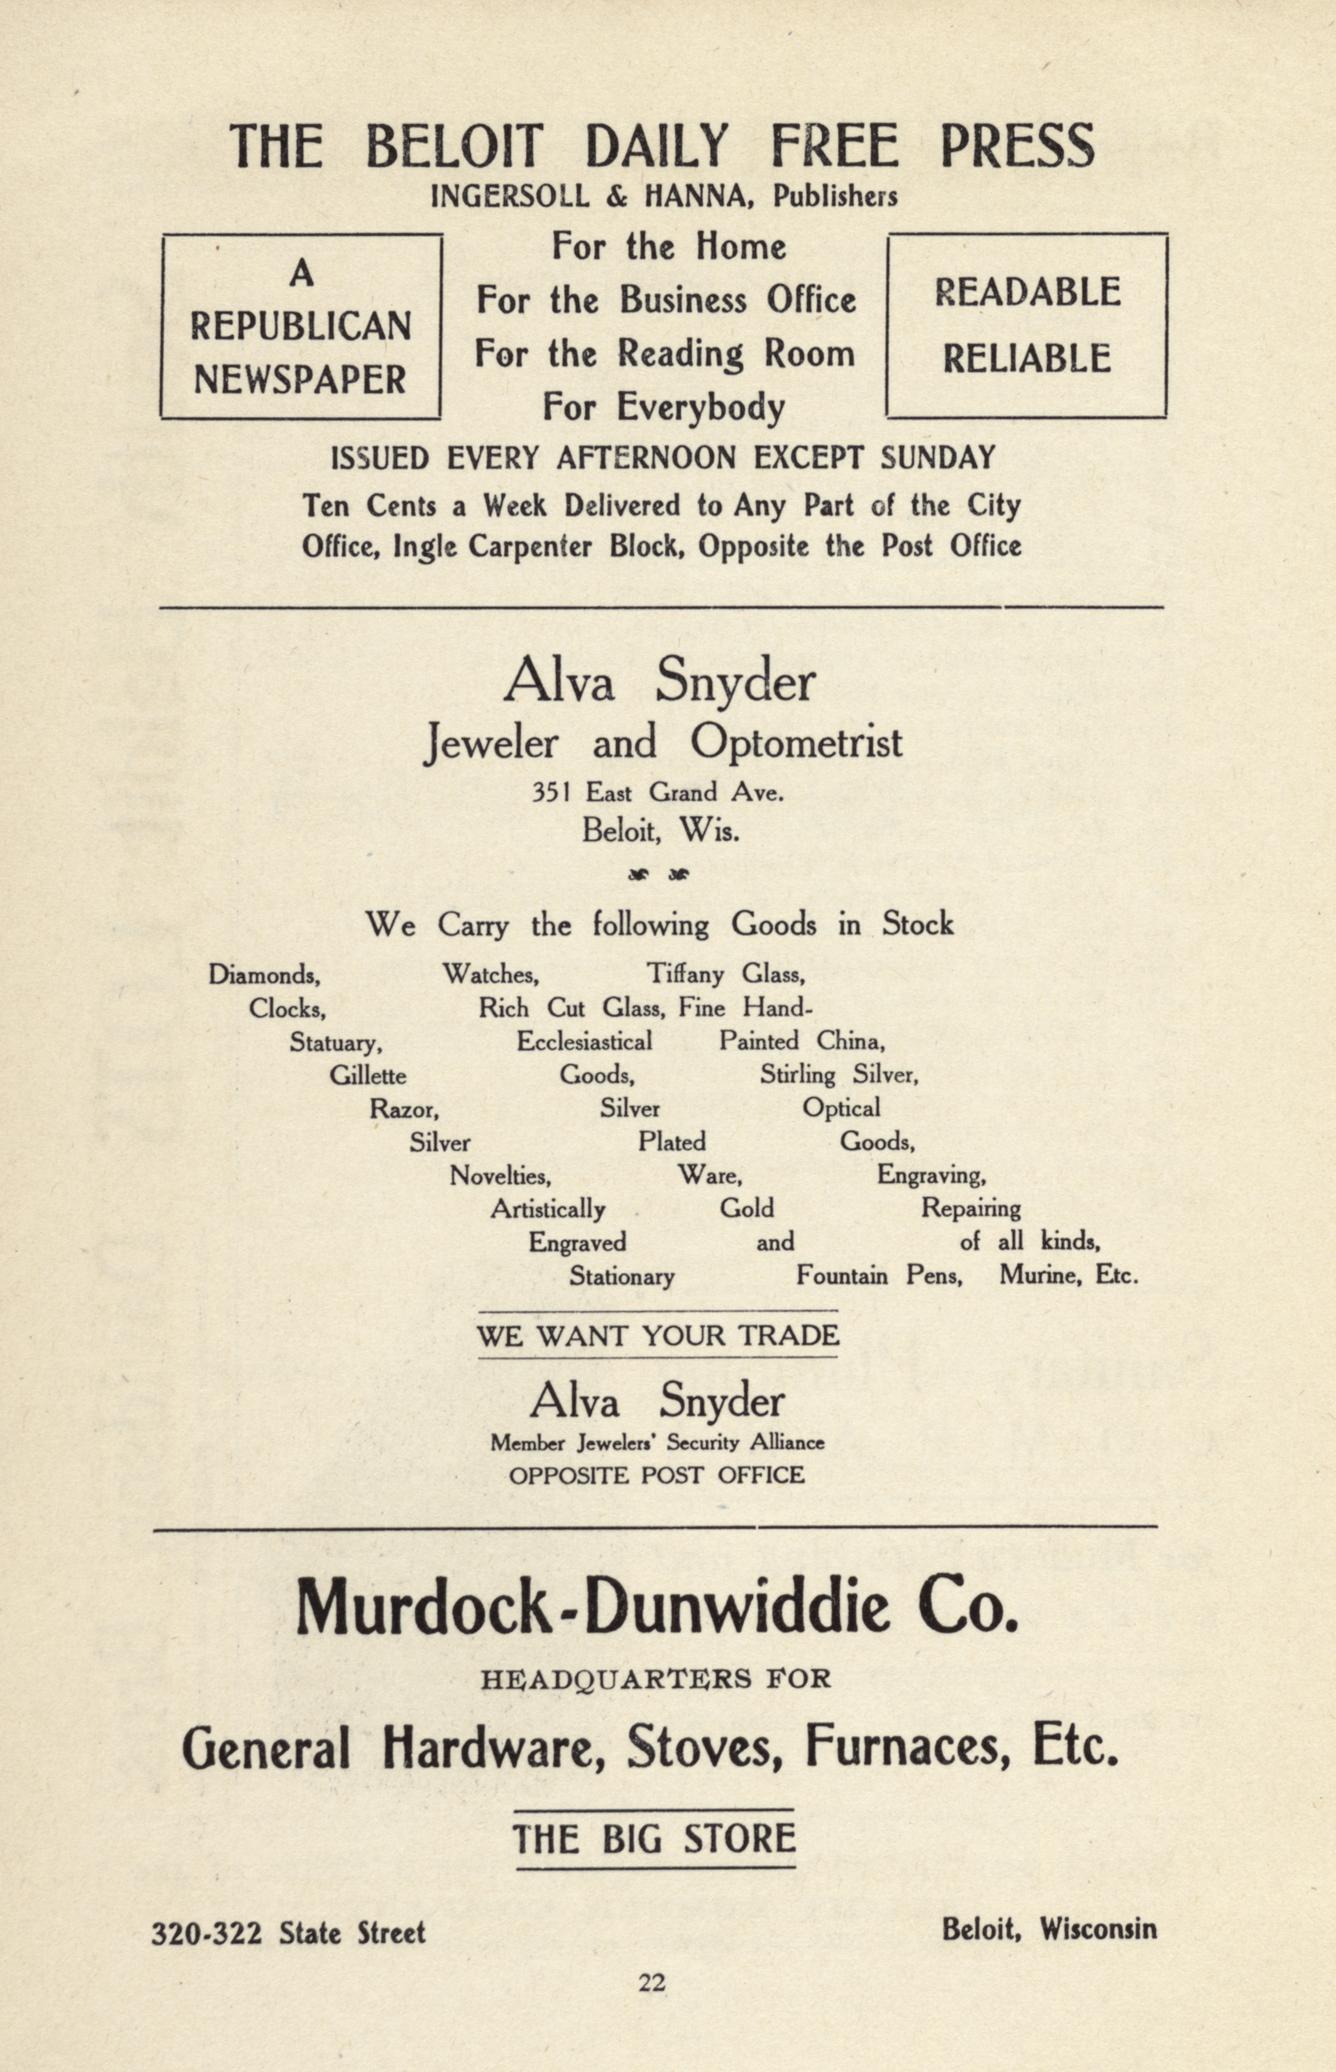 THE BELOIT DAILY FREE PRESS
INGERSOLL & HANNA, Publishers
A
REPUBLICAN
NEWSPAPER
For the Home
For the Business Office
For the Reading Room
For Everybody
READABLE
RELIABLE
ISSUED EVERY AFTERNOON EXCEPT SUNDAY
Ten Cents a Week Delivered to Any Part of the City
Office, Ingle Carpenter Block, Opposite the Post Office
Alva Snyder
Jeweler and Optometrist
351 East Grand Ave.
Beloit, Wis.
We Carry the following Goods in Stock
Diamonds, Watches, Tiffany Glass,
Clocks, Rich Cut Glass, Fine Hand-
Statuary, Ecclesiastical Painted China,
Gillette Goods, Stirling Silver,
Razor, Silver Optical
Silver Plated Goods,
Novelties, Ware, Engraving,
Artistically Gold Repairing
Engraved and of all kinds,
Stationary Fountain Pens, Murine, Etc.
WE WANT YOUR TRADE
Alva Snyder
Member Jewelers' Security Alliance
OPPOSITE POST OFFICE
Murdock-Dunwiddie Co.
HEADQUARTERS FOR
General Hardware, Stoves, Furnaces, Etc.
THE BIG STORE
320-322 State Street Beloit, Wisconsin
22